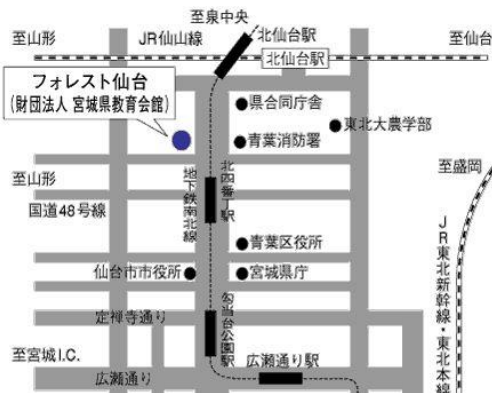 至泉中央
至山形
JR仙山線
北仙台駅
至仙台
北仙台駅
フォレスト仙台
(財団法人 宮城県教育会館)
県合同庁舎
東北大農学部
青葉消防署
至盛岡
至山形
地下鉄南北線
北四番丁駅
国道48号線
JR東北新幹線・東北本線
青葉区役所
仙台市市役所
宮城県庁
勾当台公園駅
定禅寺通り
至宮城I.C.
広瀬通り駅
広瀬通り